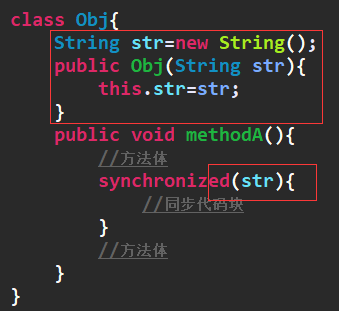 class Obj{
String str=new String();
public Obj(String str){
this.str=str;
}
public void methodA(){
//方法体
synchronized(str){
//同步代码块
}
//方法体
}
}